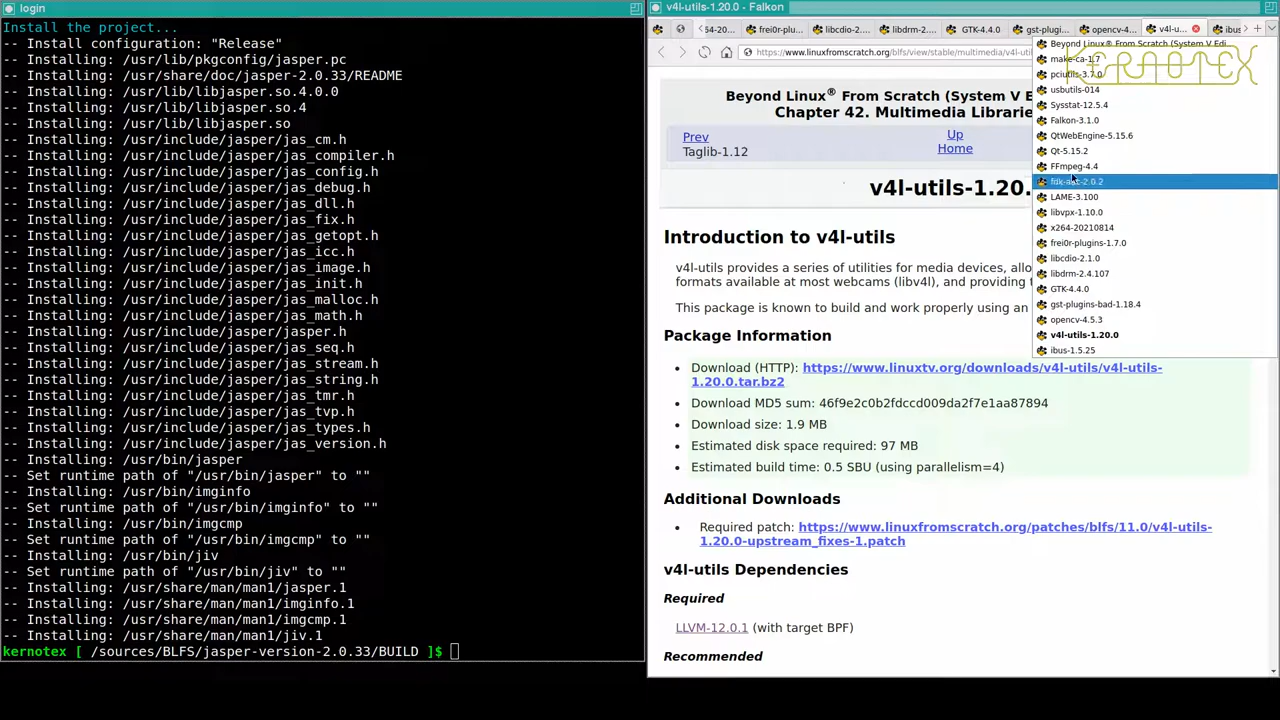 login
Install the project...
-- Install configuration: "Release"
-- Installing: /usr/lib/pkgconfig/jasper.pc
-- Installing: /usr/share/doc/jasper-2.0.33/README
-- Installing: /usr/lib/libjasper.so.4.0.0
-- Installing: /usr/lib/libjasper.so.4
-- Installing: /usr/lib/libjasper.so
-- Installing: /usr/include/jasper/jas_cm.h
-- Installing: /usr/include/jasper/jas_compiler.h
-- Installing: /usr/include/jasper/jas_config.h
-- Installing: /usr/include/jasper/jas_debug.h
-- Installing: /usr/include/jasper/jas_dll.h
-- Installing: /usr/include/jasper/jas_fix.h
-- Installing: /usr/include/jasper/jas_getopt.h
-- Installing: /usr/include/jasper/jas_icc.h
-- Installing: /usr/include/jasper/jas_image.h
-- Installing: /usr/include/jasper/jas_init.h
-- Installing: /usr/include/jasper/jas_malloc.h
-- Installing: /usr/include/jasper/jas_math.h
-- Installing: /usr/include/jasper/jasper.h
-- Installing: /usr/include/jasper/jas_seq.h
-- Installing: /usr/include/jasper/jas_stream.h
-- Installing: /usr/include/jasper/jas_string.h
-- Installing: /usr/include/jasper/jas_tmr.h
-- Installing: /usr/include/jasper/jas_tvp.h
-- Installing: /usr/include/jasper/jas_types.h
-- Installing: /usr/include/jasper/jas_version.h
-- Installing: /usr/bin/jasper
-- Set runtime path of "/usr/bin/jasper" to ""
-- Installing: /usr/bin/imginfo
-- Set runtime path of "/usr/bin/imginfo" to ""
-- Installing: /usr/bin/imgcmp
-- Set runtime path of "/usr/bin/imgcmp" to ""
-- Installing: /usr/bin/jiv
-- Set runtime path of "/usr/bin/jiv" to ""
-- Installing: /usr/share/man/man1/jasper.1
-- Installing: /usr/share/man/man1/imginfo.1
-- Installing: /usr/share/man/man1/imgcmp.1
-- Installing: /usr/share/man/man1/jiv.1
kernotex [ /sources/BLFS/jasper-version-2.0.33/BUILD ]$
v4l-utils-1.20.0 - Falkon
64-20... frei0r-plu... libcdio-2.... libdrm-2.... GTK-4.4.0 gst-plugi... opencv-4.... v4l-u... ibus
https://www.linuxfromscratch.org/blfs/view/stable/multimedia/v4l-uti
KERNOTEX
Beyond Linux® From Scratch (System V E
Chapter 42. Multimedia Librarie
Prev
Taglib-1.12
Up
Home
v4l-utils-1.20.
Introduction to v4l-utils
v4l-utils provides a series of utilities for media devices, allo
formats available at most webcams (libv4l), and providing t
This package is known to build and work properly using an
Package Information
Download (HTTP): https://www.linuxtv.org/downloads/v4l-utils/v4l-utils-
1.20.0.tar.bz2
Download MD5 sum: 46f9e2c0b2fdccd009da2f7e1aa87894
Download size: 1.9 MB
Estimated disk space required: 97 MB
Estimated build time: 0.5 SBU (using parallelism=4)
Additional Downloads
Required patch: https://www.linuxfromscratch.org/patches/blfs/11.0/v4l-utils-
1.20.0-upstream_fixes-1.patch
v4l-utils Dependencies
Required
LLVM-12.0.1 (with target BPF)
Recommended
Beyond Linux® From Scratch (System V Edi
make-ca-1.7
pciutils-3.7.0
usbutils-014
Sysstat-12.5.4
Falkon-3.1.0
QtWebEngine-5.15.6
Qt-5.15.2
FFmpeg-4.4
fdk-aac-2.0.2
LAME-3.100
libvpx-1.10.0
x264-20210814
frei0r-plugins-1.7.0
libcdio-2.1.0
libdrm-2.4.107
GTK-4.4.0
gst-plugins-bad-1.18.4
opencv-4.5.3
v4l-utils-1.20.0
ibus-1.5.25